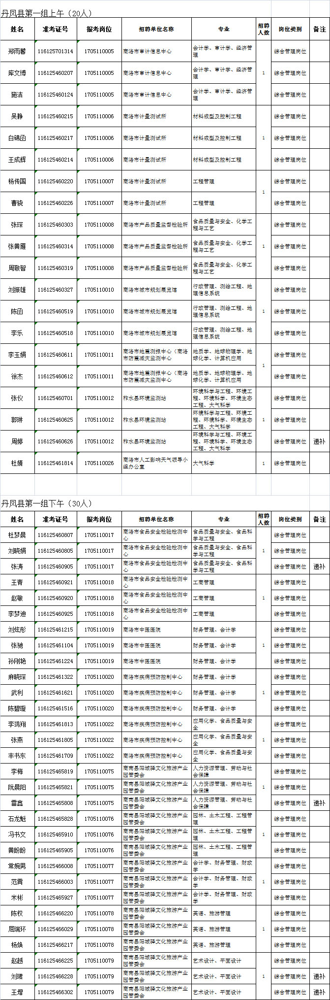 丹凤县第一组上午（20人）
姓名 准考证号 报考岗位 招聘单位名称 专业 招聘人数 岗位类别 备注
郑雨馨 116125701314 1705110005 商洛市审计信息中心 会计学、审计学、经济管理 1 综合管理岗位
库文博 116125460207 1705110005 商洛市审计信息中心 会计学、审计学、经济管理 综合管理岗位
施洁 116125460124 1705110005 商洛市审计信息中心 会计学、审计学、经济管理 综合管理岗位
吴静 116125460215 1705110006 商洛市计量测试所 材料成型及控制工程 1 综合管理岗位
白锦函 116125460217 1705110006 商洛市计量测试所 材料成型及控制工程 综合管理岗位
王成辉 116125460214 1705110006 商洛市计量测试所 材料成型及控制工程 综合管理岗位
杨传国 116125460220 1705110007 商洛市计量测试所 工程管理 1 综合管理岗位
曹骁 116125460226 1705110007 商洛市计量测试所 工程管理 综合管理岗位
张琛 116125460303 1705110008 商洛市产品质量监督检验所 食品质量与安全、化学工程与工艺 1 综合管理岗位
张黄雁 116125460314 1705110008 商洛市产品质量监督检验所 食品质量与安全、化学工程与工艺 综合管理岗位
周敬智 116125460319 1705110008 商洛市产品质量监督检验所 食品质量与安全、化学工程与工艺 综合管理岗位
刘振雄 116125460327 1705110010 商洛市城市规划展览馆 行政管理、测绘工程、地理信息系统 1 综合管理岗位
陈函 116125460519 1705110010 商洛市城市规划展览馆 行政管理、测绘工程、地理信息系统 综合管理岗位
李乐 116125460518 1705110010 商洛市城市规划展览馆 行政管理、测绘工程、地理信息系统 综合管理岗位
李玉娟 116125460611 1705110011 商洛市地震测报中心（商洛市防震减灾监测中心 地质学、地球物理学、地球化学、计算机应用 1 综合管理岗位
徐杰 116125460612 1705110011 商洛市地震测报中心（商洛市防震减灾监测中心 地质学、地球物理学、地球化学、计算机应用 综合管理岗位
张仪 116125460701 1705110012 柞水县环境监测站 环境科学与工程、环境工程、环境科学、环境生态工程、大气科学 1 综合管理岗位
郭琳 116125460625 1705110012 柞水县环境监测站 环境科学与工程、环境工程、环境科学、环境生态工程、大气科学 综合管理岗位
周婷 116125460626 1705110012 柞水县环境监测站 环境科学与工程、环境工程、环境科学、环境生态工程、大气科学 综合管理岗位 递补
杜婧 116125461814 1705110026 商洛市人工影响天气领导小组办公室 大气科学 1 综合管理岗位
丹凤县第一组下午（30人）
姓名 准考证号 报考岗位 招聘单位名称 专业 招聘人数 岗位类别 备注
杜梦晨 116125460807 1705110017 商洛市食品安全检验检测中心 食品质量与安全、食品科学与工程 1 综合管理岗位
刘晓娟 116125460805 1705110017 商洛市食品安全检验检测中心 食品质量与安全、食品科学与工程 综合管理岗位
张涛 116125460905 1705110017 商洛市食品安全检验检测中心 食品质量与安全、食品科学与工程 综合管理岗位 递补
王青 116125460921 1705110018 商洛市食品安全检验检测中心 工商管理 1 综合管理岗位
赵敏 116125460920 1705110018 商洛市食品安全检验检测中心 工商管理 综合管理岗位
李梦迪 116125460925 1705110018 商洛市食品安全检验检测中心 工商管理 综合管理岗位
刘炫彤 116125461215 1705110019 商洛市中医医院 财务管理、会计学 1 综合管理岗位
张驰 116125461104 1705110019 商洛市中医医院 财务管理、会计学 综合管理岗位
孙刚艳 116125461224 1705110019 商洛市中医医院 财务管理、会计学 综合管理岗位
麻晓琛 116125461322 1705110020 商洛市疾病预防控制中心 财务管理、会计学 1 综合管理岗位
武利 116125461621 1705110020 商洛市疾病预防控制中心 财务管理、会计学 综合管理岗位
陈碧璇 116125461516 1705110020 商洛市疾病预防控制中心 财务管理、会计学 综合管理岗位
李鸿翔 116125461813 1705110022 商洛市疾病预防控制中心 应用化学、食品质量与安全 1 综合管理岗位
张燕 116125461805 1705110022 商洛市疾病预防控制中心 应用化学、食品质量与安全 综合管理岗位
丰书东 116125461709 1705110022 商洛市疾病预防控制中心 应用化学、食品质量与安全 综合管理岗位
李梅 116125465819 1705110075 商南县阳城驿文化旅游产业园管委会 人力资源管理、劳动与社会保障 1 综合管理岗位
阮晨阳 116125465821 1705110075 商南县阳城驿文化旅游产业园管委会 人力资源管理、劳动与社会保障 综合管理岗位
雷鑫 116125465808 1705110075 商南县阳城驿文化旅游产业园管委会 人力资源管理、劳动与社会保障 综合管理岗位 递补
石龙魁 116125465828 1705110076 商南县阳城驿文化旅游产业园管委会 园林、土木工程、工程管理 1 综合管理岗位
冯书文 116125465910 1705110076 商南县阳城驿文化旅游产业园管委会 园林、土木工程、工程管理 综合管理岗位
黄盼盼 116125465905 1705110076 商南县阳城驿文化旅游产业园管委会 园林、土木工程、工程管理 综合管理岗位
常婉男 116125466008 1705110077 商南县阳城驿文化旅游产业园管委会 会计学、财务管理、财政学 1 综合管理岗位
范霄 116125466003 1705110077 商南县阳城驿文化旅游产业园管委会 会计学、财务管理、财政学 综合管理岗位
米彬 116125465927 1705110077 商南县阳城驿文化旅游产业园管委会 会计学、财务管理、财政学 综合管理岗位
陈权 116125466220 1705110078 商南县阳城驿文化旅游产业园管委会 英语、旅游管理 1 综合管理岗位
屈瑞环 116125466029 1705110078 商南县阳城驿文化旅游产业园管委会 英语、旅游管理 综合管理岗位
杨焕 116125466217 1705110078 商南县阳城驿文化旅游产业园管委会 英语、旅游管理 综合管理岗位
赵越 116125466225 1705110079 商南县阳城驿文化旅游产业园管委会 艺术设计、平面设计 1 综合管理岗位
刘珺 116125466228 1705110079 商南县阳城驿文化旅游产业园管委会 艺术设计、平面设计 综合管理岗位 递补
王增 116125466302 1705110079 商南县阳城驿文化旅游产业园管委会 艺术设计、平面设计 综合管理岗位 递补